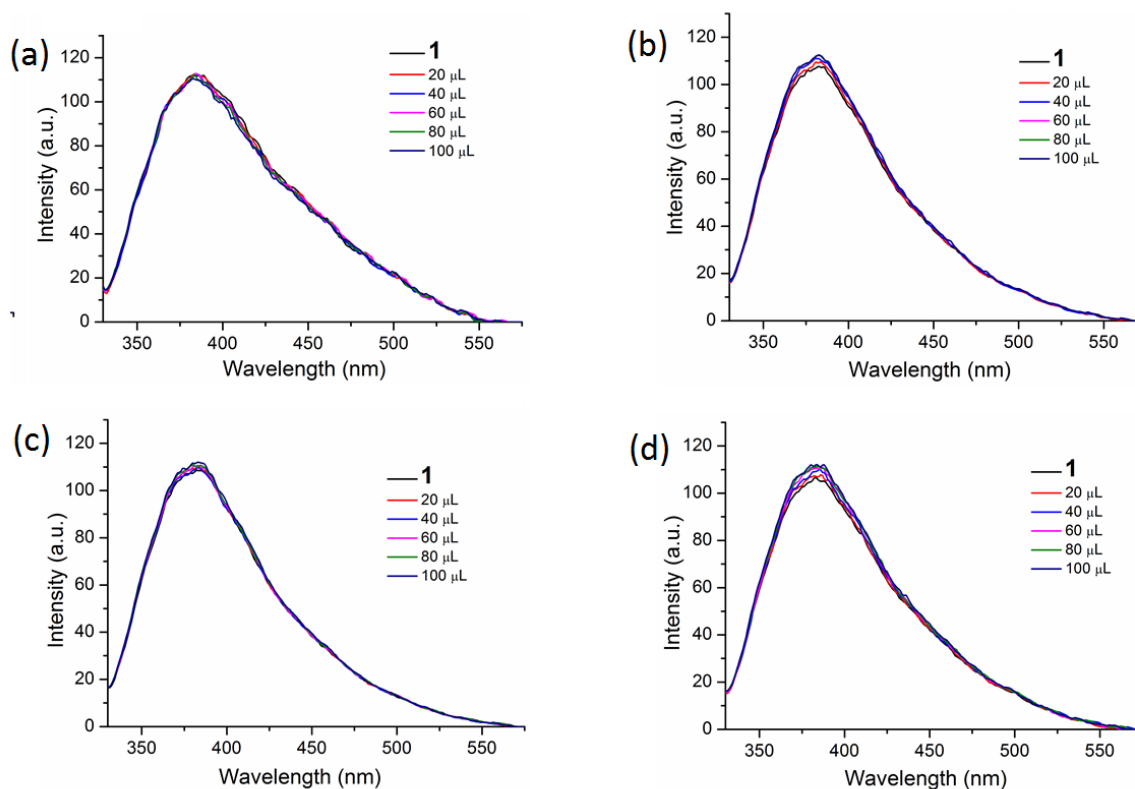 (a)
Intensity (a.u.)
120
100
80
60
40
20
0
350 400 450 500 550
Wavelength (nm)
1
20 μL
40 μL
60 μL
80 μL
100 μL
(b)
Intensity (a.u.)
120
100
80
60
40
20
0
350 400 450 500 550
Wavelength (nm)
1
20 μL
40 μL
60 μL
80 μL
100 μL
(c)
Intensity (a.u.)
120
100
80
60
40
20
0
350 400 450 500 550
Wavelength (nm)
1
20 μL
40 μL
60 μL
80 μL
100 μL
(d)
Intensity (a.u.)
120
100
80
60
40
20
0
350 400 450 500 550
Wavelength (nm)
1
20 μL
40 μL
60 μL
80 μL
100 μL